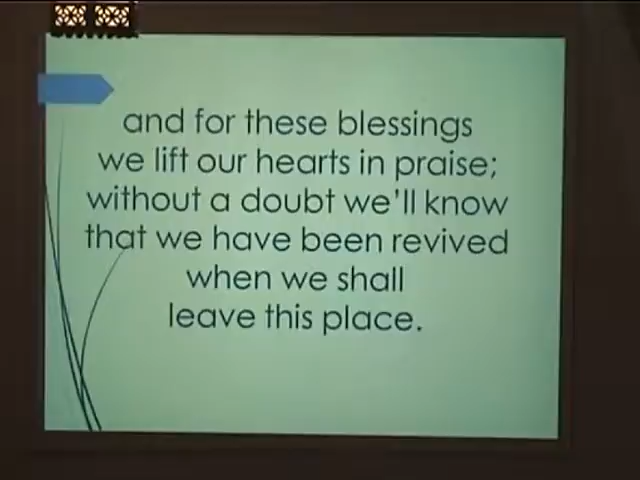 and for these blessings
we lift our hearts in praise;
without a doubt we'll know
that we have been revived
when we shall
leave this place.